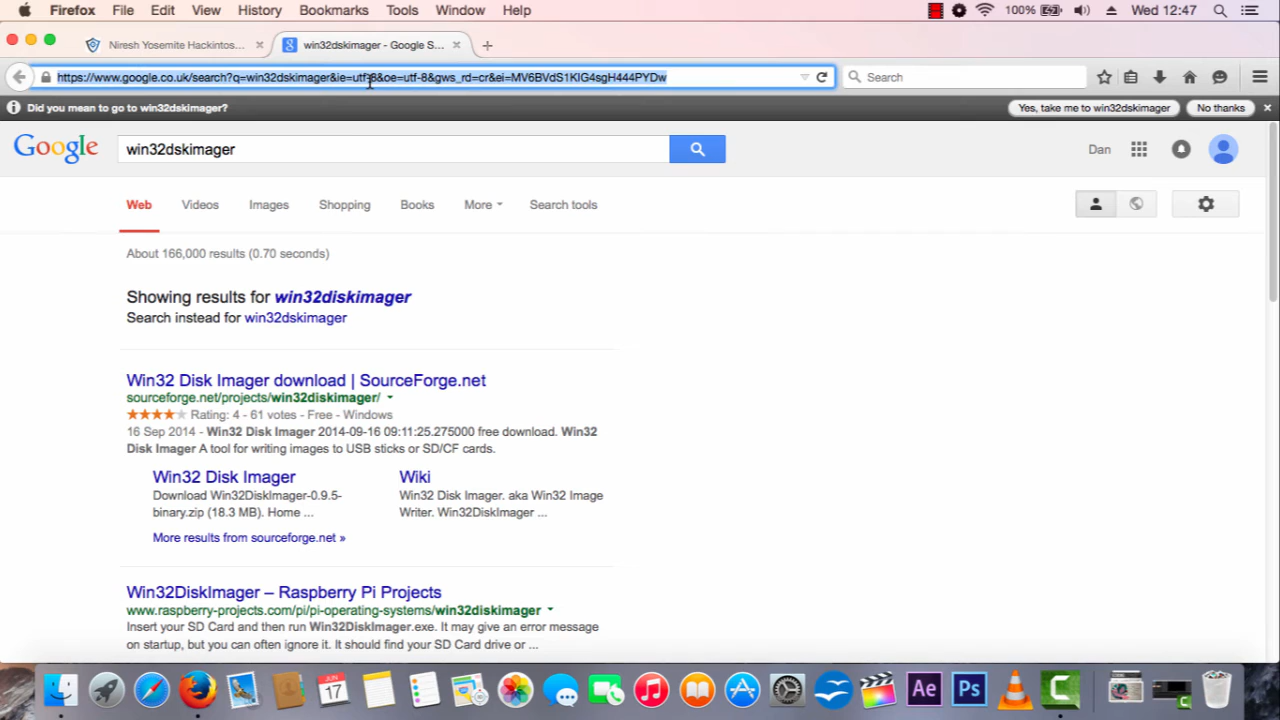 Firefox File Edit View History Bookmarks Tools Window Help 100% Wed 12:47
Niresh Yosemite Hackintos... × win32dskimager - Google S... × +
https://www.google.co.uk/search?q=win32dskimager&ie=utf-8&oe=utf-8&gws_rd=cr&ei=MV6BVdS1KIG4sgH444PYDw Search
Did you mean to go to win32dskimager? Yes, take me to win32dskimager No thanks ×
Google win32dskimager Dan
Web Videos Images Shopping Books More Search tools
About 166,000 results (0.70 seconds)
Showing results for win32diskimager
Search instead for win32dskimager
Win32 Disk Imager download | SourceForge.net
sourceforge.net/projects/win32diskimager/
Rating: 4 - 61 votes - Free - Windows
16 Sep 2014 - Win32 Disk Imager 2014-09-16 09:11:25.275000 free download. Win32
Disk Imager A tool for writing images to USB sticks or SD/CF cards.
Win32 Disk Imager Wiki
Download Win32DiskImager-0.9.5- Win32 Disk Imager. aka Win32 Image
binary.zip (18.3 MB). Home ... Writer. Win32DiskImager ...
More results from sourceforge.net »
Win32DiskImager – Raspberry Pi Projects
www.raspberry-projects.com/pi/pi-operating-systems/win32diskimager
Insert your SD Card and then run Win32DiskImager.exe. It may give an error message
on startup, but you can often ignore it. It should find your SD Card drive or ...
JUN
17 Ae Ps